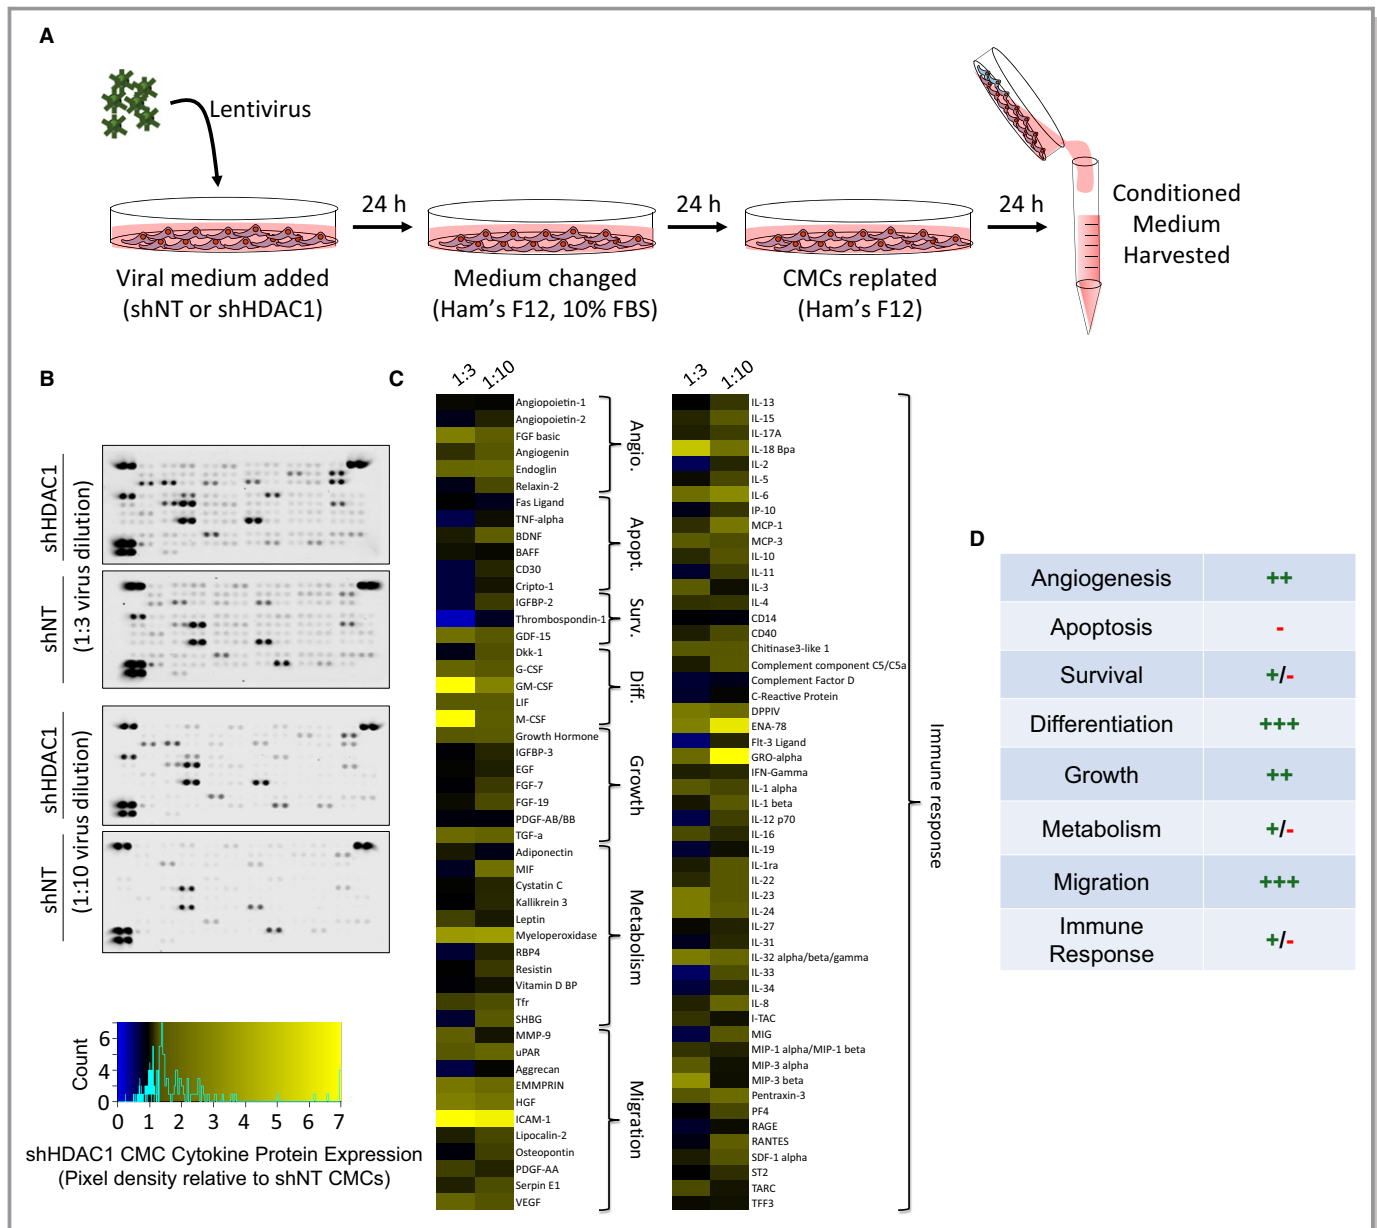 A
Lentivirus
24 h
24 h
24 h
Conditioned
Medium
Harvested
Viral medium added
(shNT or shHDAC1)
Medium changed
(Ham's F12, 10% FBS)
CMCs replated
(Ham's F12)
B
shHDAC1
shNT
(1:3 virus dilution)
shHDAC1
shNT
(1:10 virus dilution)
Count
6
4
2
0
0 1 2 3 4 5 6 7
shHDAC1 CMC Cytokine Protein Expression
(Pixel density relative to shNT CMCs)
C
1:3 1:10
Angiopoietin-1
Angiopoietin-2
FGF basic
Angiogenin
Endoglin
Relaxin-2
Angio.
Fas Ligand
TNF-alpha
BDNF
BAFF
CD30
Cripto-1
Apopt.
IGFBP-2
Thrombospondin-1
GDF-15
Surv.
Dkk-1
G-CSF
GM-CSF
LIF
M-CSF
Diff.
Growth Hormone
IGFBP-3
EGF
FGF-7
FGF-19
PDGF-AB/BB
TGF-a
Growth
Adiponectin
MIF
Cystatin C
Kallikrein 3
Leptin
Myeloperoxidase
RBP4
Resistin
Vitamin D BP
Tfr
SHBG
Metabolism
MMP-9
uPAR
Aggrecan
EMMPRIN
HGF
ICAM-1
Lipocalin-2
Osteopontin
PDGF-AA
Serpin E1
VEGF
Migration
1:3 1:10
IL-13
IL-15
IL-17A
IL-18 Bpa
IL-2
IL-5
IL-6
IP-10
MCP-1
MCP-3
IL-10
IL-11
IL-3
IL-4
CD14
CD40
Chitinase3-like 1
Complement component C5/C5a
Complement Factor D
C-Reactive Protein
DPPIV
ENA-78
Flt-3 Ligand
GRO-alpha
IFN-Gamma
IL-1 alpha
IL-1 beta
IL-12 p70
IL-16
IL-19
IL-1ra
IL-22
IL-23
IL-24
IL-27
IL-31
IL-32 alpha/beta/gamma
IL-33
IL-34
IL-8
I-TAC
MIG
MIP-1 alpha/MIP-1 beta
MIP-3 alpha
MIP-3 beta
Pentraxin-3
PF4
RAGE
RANTES
SDF-1 alpha
ST2
TARC
TFF3
Immune response
D
Angiogenesis ++
Apoptosis -
Survival +/-
Differentiation +++
Growth ++
Metabolism +/-
Migration +++
Immune
Response +/-